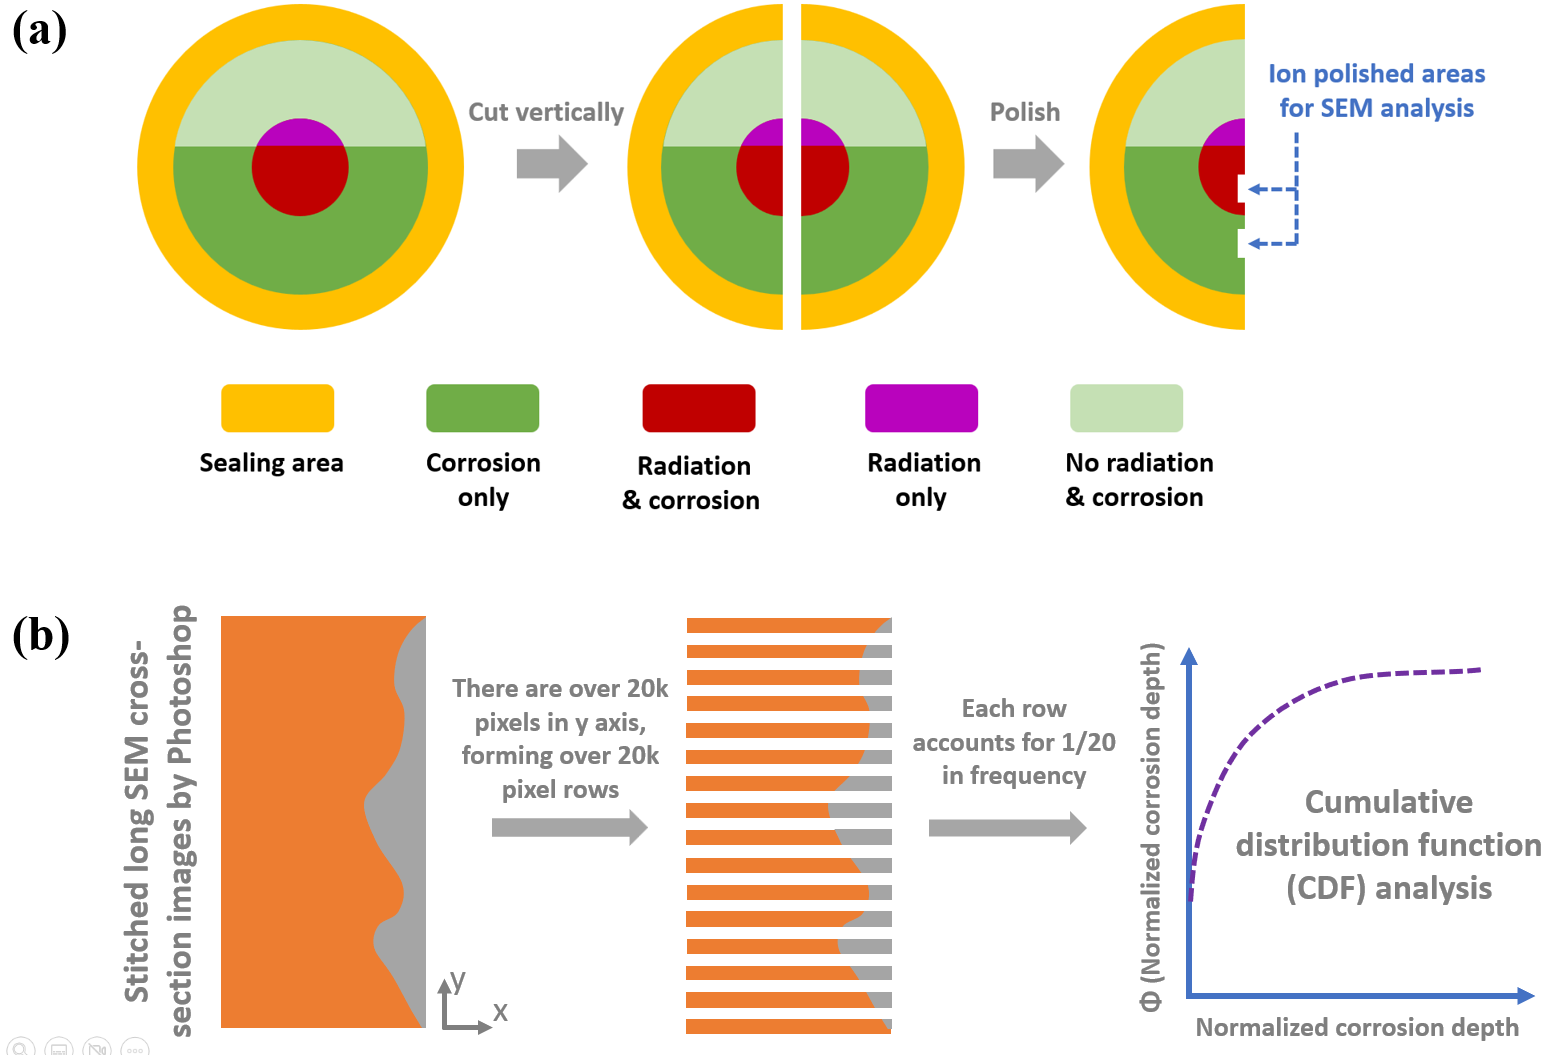 (a)
Cut vertically
Polish
Ion polished areas
for SEM analysis
Sealing area
Corrosion
only
Radiation
& corrosion
Radiation
only
No radiation
& corrosion
(b)
Stitched long SEM cross-
section images by Photoshop
y
x
There are over 20k
pixels in y axis,
forming over 20k
pixel rows
Each row
accounts for 1/20
in frequency
Φ (Normalized corrosion depth)
Cumulative
distribution function
(CDF) analysis
Normalized corrosion depth